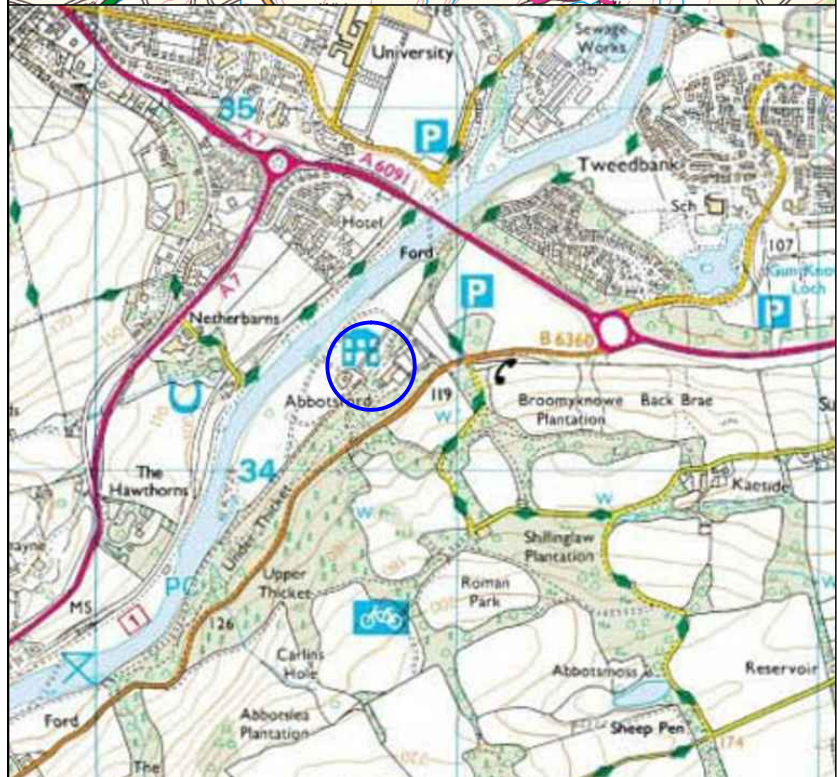 University
Sewage
Works
35
A7
A 6091
P
Tweedbank
Sch
Hotel
Ford
107
Loch
A7
Netherbarns
P
P
B 6360
Abbotsford
119
W
Broomyknowe
Plantation
Back Brae
34
The
Hawthorns
Under Thicket
W
W
Kaeside
Shillinglaw
Plantation
Upper
Thicket
Roman
Park
PC
MS
1
126
Carlins
Hole
Abbotsmoss
Reservoir
Ford
Abbotslea
Plantation
Sheep Pen
174
The